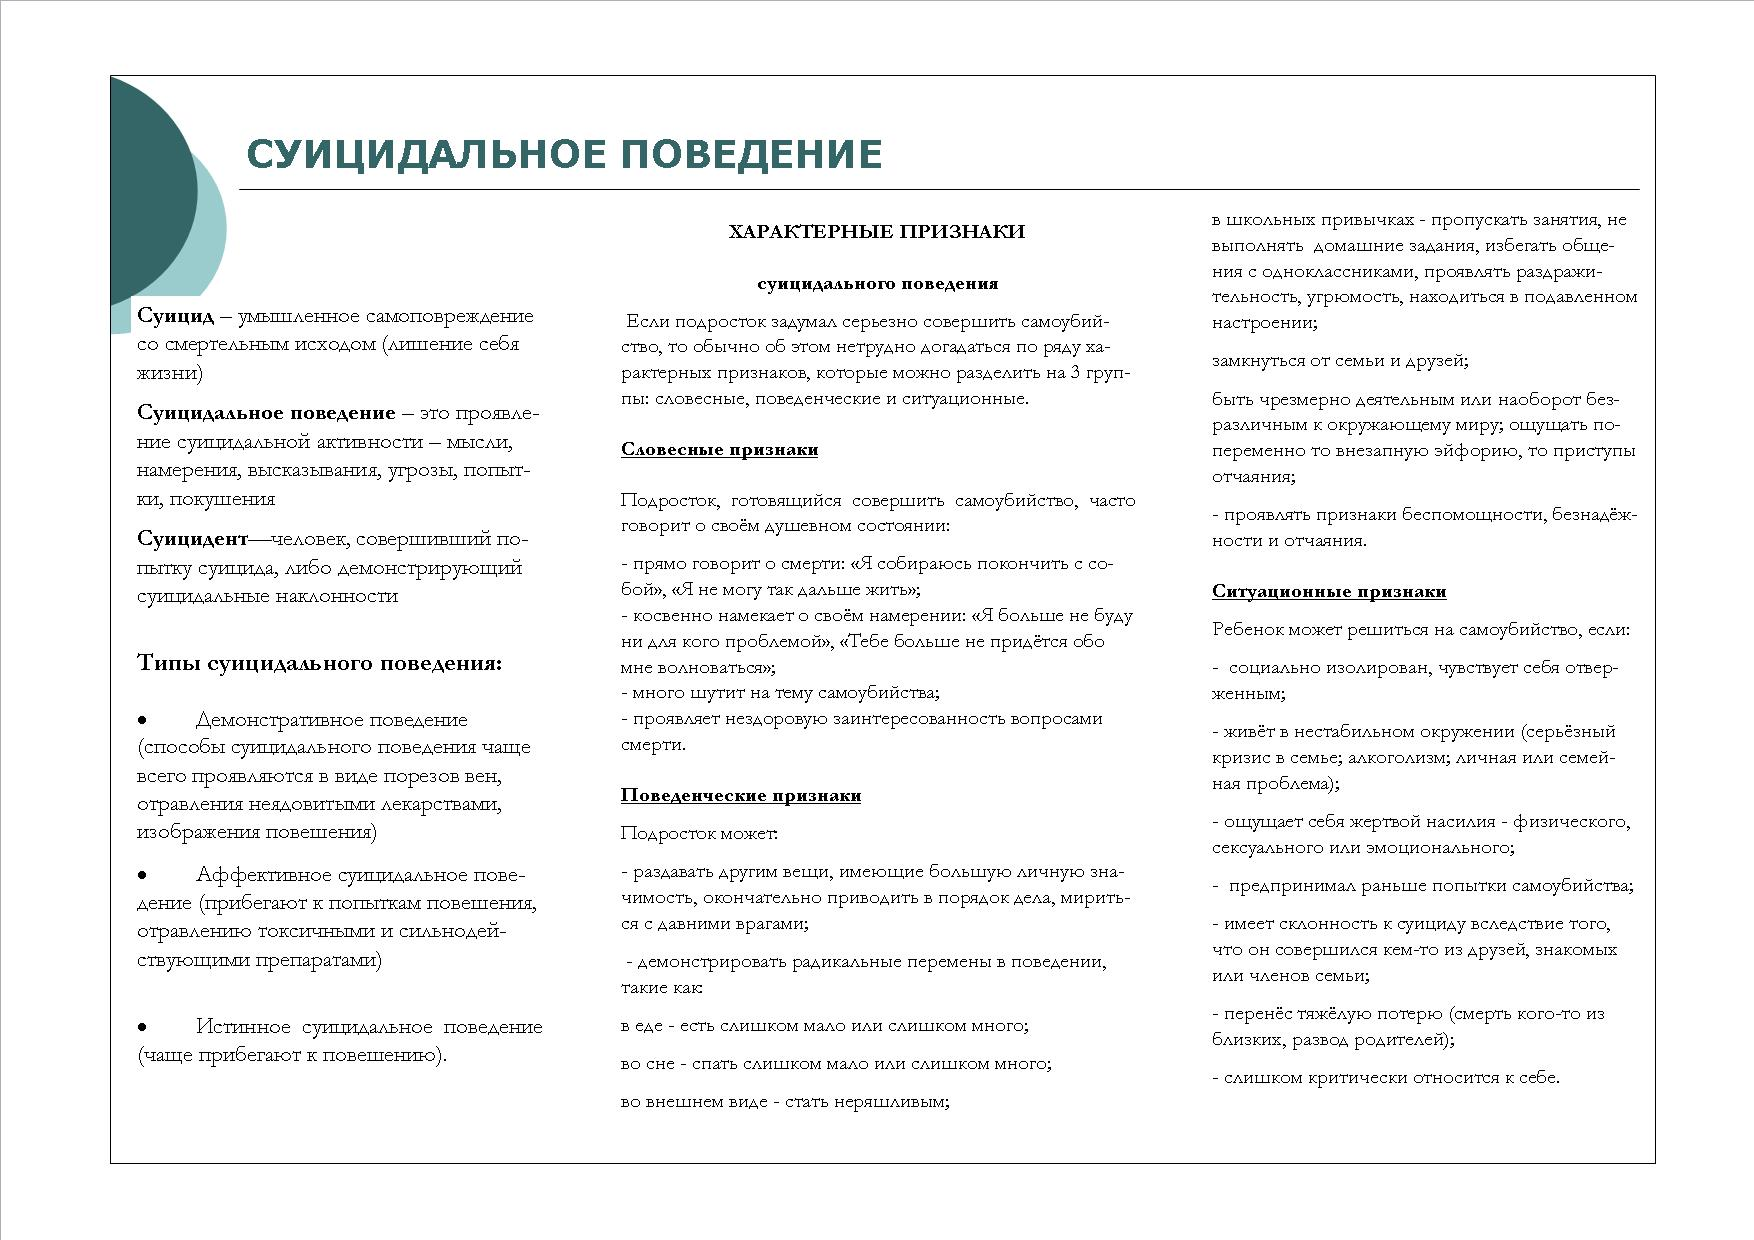 СУИЦИДАЛЬНОЕ ПОВЕДЕНИЕ
Суицид – умышленное самоповреждение
со смертельным исходом (лишение себя
жизни)
Суицидальное поведение – это проявле-
ние суицидальной активности – мысли,
намерения, высказывания, угрозы, попыт-
ки, покушения
Суицидент—человек, совершивший по-
пытку суицида, либо демонстрирующий
суицидальные наклонности
Типы суицидального поведения:
• Демонстративное поведение
(способы суицидального поведения чаще
всего проявляются в виде порезов вен,
отравления неядовитыми лекарствами,
изображения повешения)
• Аффективное суицидальное пове-
дение (прибегают к попыткам повешения,
отравлению токсичными и сильнодей-
ствующими препаратами)
• Истинное суицидальное поведение
(чаще прибегают к повешению).
ХАРАКТЕРНЫЕ ПРИЗНАКИ
суицидального поведения
Если подросток задумал серьезно совершить самоубий-
ство, то обычно об этом нетрудно догадаться по ряду ха-
рактерных признаков, которые можно разделить на 3 груп-
пы: словесные, поведенческие и ситуационные.
Словесные признаки
Подросток, готовящийся совершить самоубийство, часто
говорит о своём душевном состоянии:
- прямо говорит о смерти: «Я собираюсь покончить с со-
бой», «Я не могу так дальше жить»;
- косвенно намекает о своём намерении: «Я больше не буду
ни для кого проблемой», «Тебе больше не придётся обо
мне волноваться»;
- много шутит на тему самоубийства;
- проявляет нездоровую заинтересованность вопросами
смерти.
Поведенческие признаки
Подросток может:
- раздавать другим вещи, имеющие большую личную зна-
чимость, окончательно приводить в порядок дела, мирить-
ся с давними врагами;
- демонстрировать радикальные перемены в поведении,
такие как:
в еде - есть слишком мало или слишком много;
во сне - спать слишком мало или слишком много;
во внешнем виде - стать неряшливым;
в школьных привычках - пропускать занятия, не
выполнять домашние задания, избегать обще-
ния с одноклассниками, проявлять раздражи-
тельность, угрюмость, находиться в подавленном
настроении;
замкнуться от семьи и друзей;
быть чрезмерно деятельным или наоборот без-
различным к окружающему миру; ощущать по-
переменно то внезапную эйфорию, то приступы
отчаяния;
- проявлять признаки беспомощности, безнадёж-
ности и отчаяния.
Ситуационные признаки
Ребенок может решиться на самоубийство, если:
- социально изолирован, чувствует себя отвер-
женным;
- живёт в нестабильном окружении (серьёзный
кризис в семье; алкоголизм; личная или семей-
ная проблема);
- ощущает себя жертвой насилия - физического,
сексуального или эмоционального;
- предпринимал раньше попытки самоубийства;
- имеет склонность к суициду вследствие того,
что он совершился кем-то из друзей, знакомых
или членов семьи;
- перенёс тяжёлую потерю (смерть кого-то из
близких, развод родителей);
- слишком критически относится к себе.